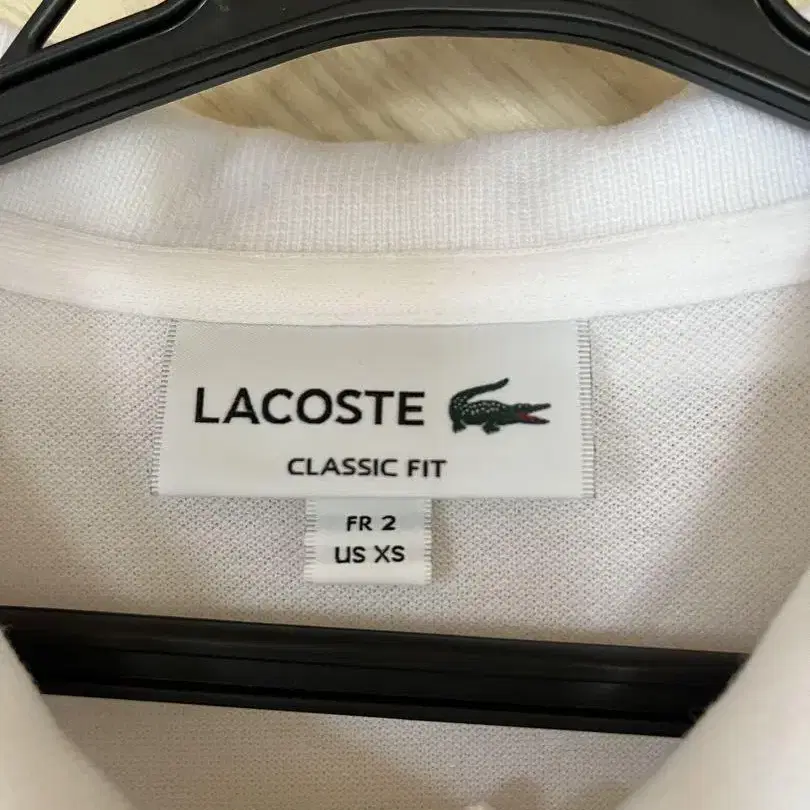 LACOSTE
CLASSIC FIT
FR 2
US XS